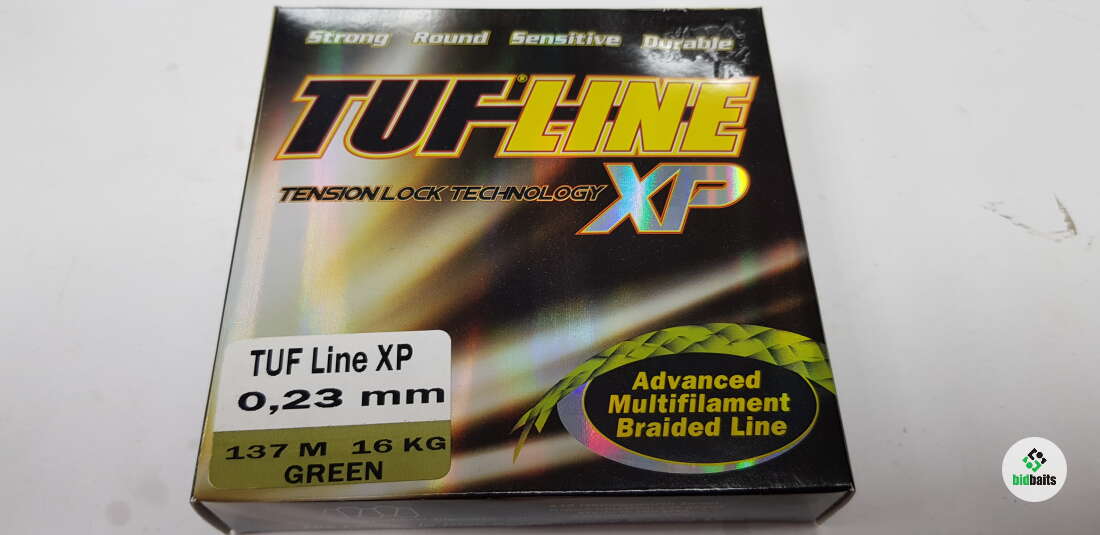 Strong Round Sensitive Durable
TUF-LINE®
TENSION LOCK TECHNOLOGY XP
TUF Line XP
0,23 mm
137 M 16 KG
GREEN
Advanced
Multifilament
Braided Line
bidbaits